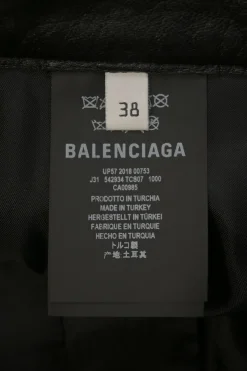 38
BALENCIAGA
UP57 2018 00753
J31 542934 TCB07 1000
CA00985
PRODOTTO IN TURCHIA
MADE IN TURKEY
HERGESTELLT IN TÜRKEI
FABRIQUÉ EN TURQUIE
HECHO EN TURQUIA
トルコ製
产地:土耳其